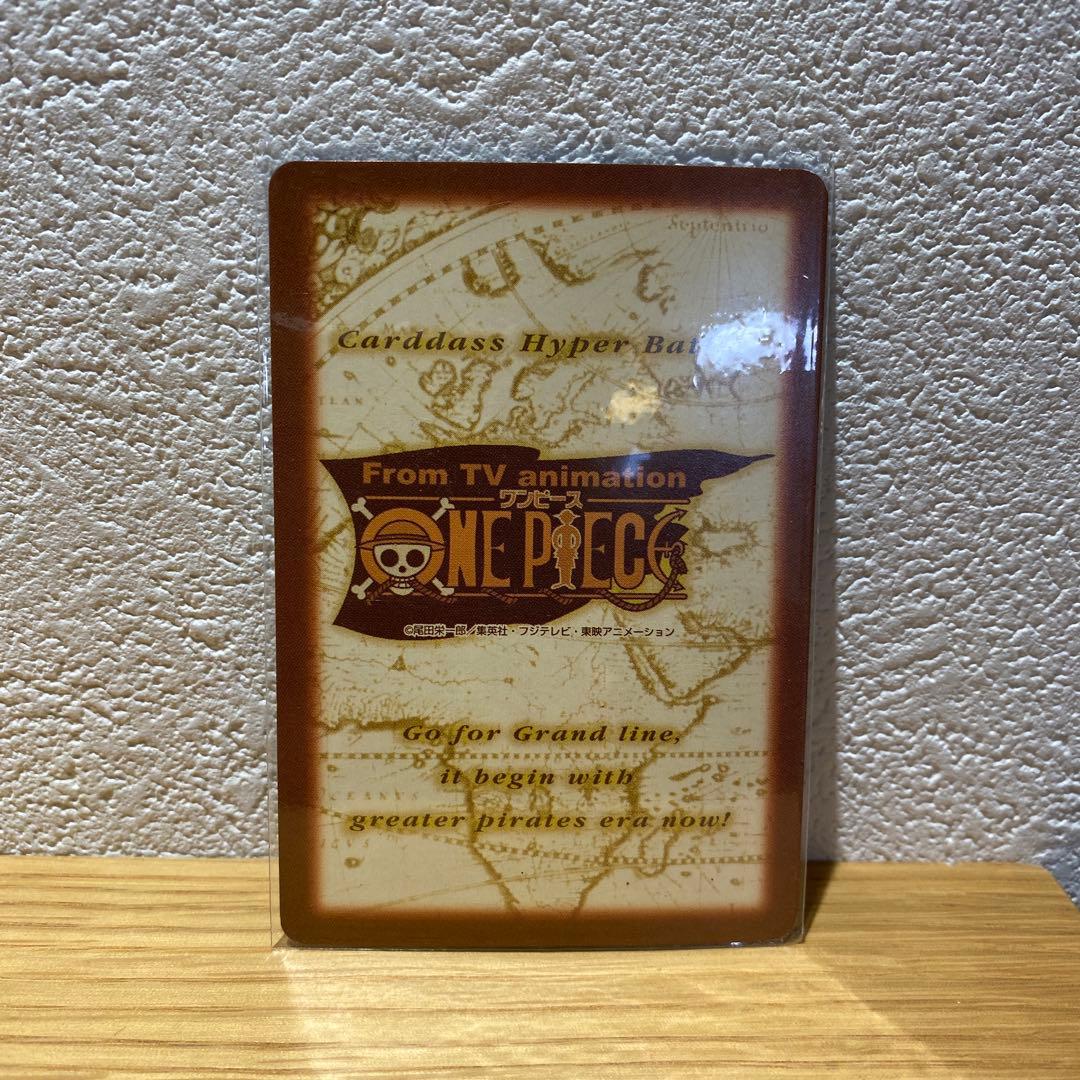 Septentrio
Carddass Hyper
From TV animation
ワンピース
ONE PIECE
©尾田栄一郎／集英社・フジテレビ・東映アニメーション
Go for Grand line,
it begin with
greater pirates era now!